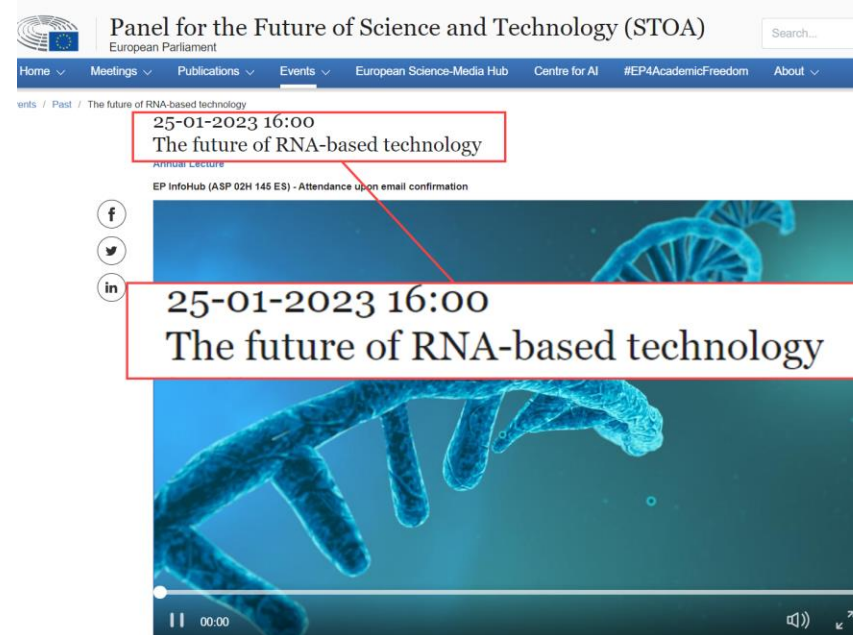 Panel for the Future of Science and Technology (STOA)
European Parliament
Search...
Home Meetings Publications Events European Science-Media Hub Centre for AI #EP4AcademicFreedom About
/ Past / The future of RNA-based technology
25-01-2023 16:00
The future of RNA-based technology
Annual Lecture
EP InfoHub (ASP 02H 145 ES) - Attendance upon email confirmation
f
in
25-01-2023 16:00
The future of RNA-based technology
00:00